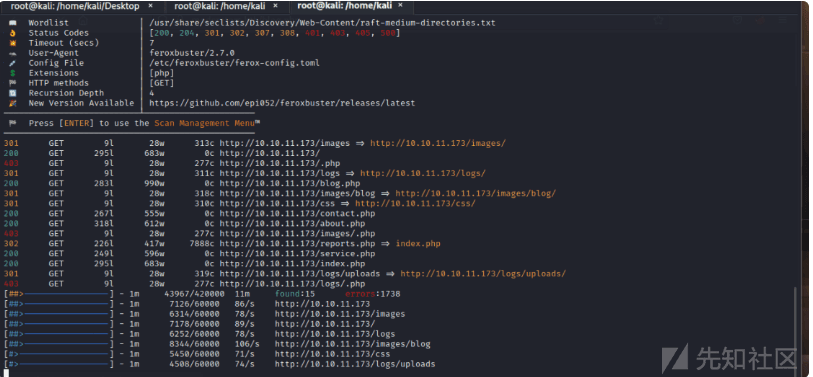 root@kali: /home/kali/Desktop × root@kali: /home/kali × root@kali: /home/kali ×
Wordlist │ /usr/share/seclists/Discovery/Web-Content/raft-medium-directories.txt
Status Codes │ [200, 204, 301, 302, 307, 308, 401, 403, 405, 500]
Timeout (secs) │ 7
User-Agent │ feroxbuster/2.7.0
Config File │ /etc/feroxbuster/ferox-config.toml
Extensions │ [php]
HTTP methods │ [GET]
Recursion Depth │ 4
New Version Available │ https://github.com/epi052/feroxbuster/releases/latest
Press [ENTER] to use the Scan Management Menu™
301 GET 9l 28w 313c http://10.10.11.173/images => http://10.10.11.173/images/
200 GET 295l 683w 0c http://10.10.11.173/
403 GET 9l 28w 277c http://10.10.11.173/.php
301 GET 9l 28w 311c http://10.10.11.173/logs => http://10.10.11.173/logs/
200 GET 283l 990w 0c http://10.10.11.173/blog.php
301 GET 9l 28w 318c http://10.10.11.173/images/blog => http://10.10.11.173/images/blog/
301 GET 9l 28w 310c http://10.10.11.173/css => http://10.10.11.173/css/
200 GET 267l 555w 0c http://10.10.11.173/contact.php
200 GET 318l 612w 0c http://10.10.11.173/about.php
403 GET 9l 28w 277c http://10.10.11.173/images/.php
302 GET 226l 417w 7888c http://10.10.11.173/reports.php => index.php
200 GET 249l 596w 0c http://10.10.11.173/service.php
200 GET 295l 683w 0c http://10.10.11.173/index.php
301 GET 9l 28w 319c http://10.10.11.173/logs/uploads => http://10.10.11.173/logs/uploads/
403 GET 9l 28w 277c http://10.10.11.173/logs/.php
[##>-----------------] - 1m 43967/420000 11m found:15 errors:1738
[##>-----------------] - 1m 7126/60000 86/s http://10.10.11.173
[##>-----------------] - 1m 6314/60000 78/s http://10.10.11.173/images
[##>-----------------] - 1m 7178/60000 89/s http://10.10.11.173/
[##>-----------------] - 1m 6252/60000 78/s http://10.10.11.173/logs
[##>-----------------] - 1m 8344/60000 106/s http://10.10.11.173/images/blog
[#>------------------] - 1m 5450/60000 71/s http://10.10.11.173/css
[#>------------------] - 1m 4508/60000 74/s http://10.10.11.173/logs/uploads
先知社区